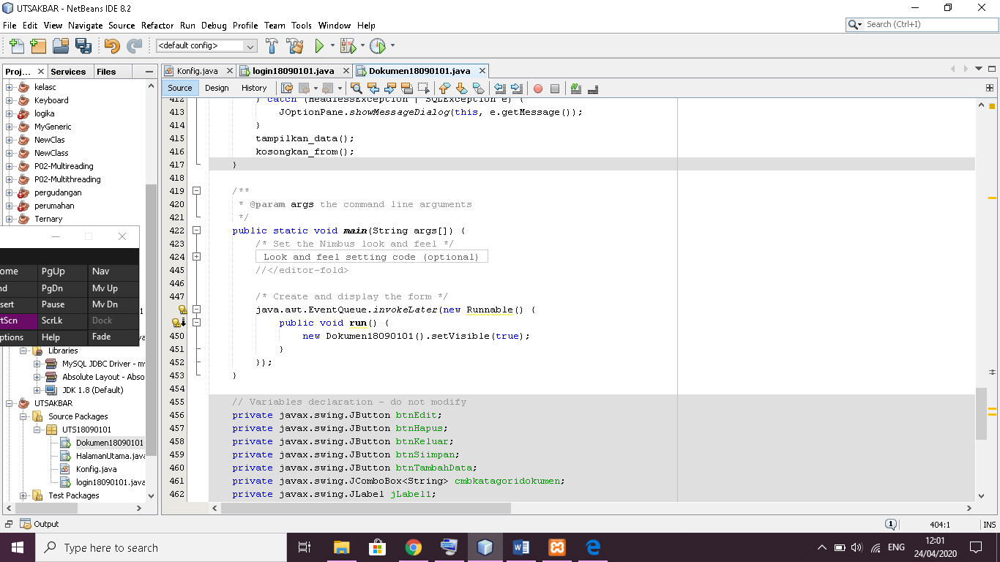 UTSAKBAR - NetBeans IDE 8.2
File Edit View Navigate Source Refactor Run Debug Profile Team Tools Window Help
Search (Ctrl+I)
<default config>
Proj... Services Files
Konfig.java login18090101.java Dokumen18090101.java
Source Design History
kelasc
Keyboard
logika
MyGeneric
NewClas
NewClass
P02-Multireading
P02-Multithreading
pergudangan
perumahan
Ternary
ome PgUp Nav
nd PgDn Mv Up
sert Pause Mv Dn
tScn ScrLk Dock
ptions Help Fade
Libraries
MySQL JDBC Driver - my
Absolute Layout - Abso
JDK 1.8 (Default)
UTSAKBAR
Source Packages
UTS18090101
Dokumen18090101
HalamanUtama.java
Konfig.java
login18090101.java
Test Packages
412 } catch (HeadlessException | SQLException e) {
413 JOptionPane.showMessageDialog(this, e.getMessage());
414 }
415 tampilkan_data();
416 kosongkan_from();
417 }
418
419 /**
420 * @param args the command line arguments
421 */
422 public static void main(String args[]) {
423 /* Set the Nimbus look and feel */
424 Look and feel setting code (optional)
445 //</editor-fold>
446
447 /* Create and display the form */
java.awt.EventQueue.invokeLater(new Runnable() {
public void run() {
450 new Dokumen18090101().setVisible(true);
451 }
452 });
453 }
454
455 // Variables declaration - do not modify
456 private javax.swing.JButton btnEdit;
457 private javax.swing.JButton btnHapus;
458 private javax.swing.JButton btnKeluar;
459 private javax.swing.JButton btnSiimpan;
460 private javax.swing.JButton btnTambahData;
461 private javax.swing.JComboBox<String> cmbkatagoridokumen;
462 private javax.swing.JLabel jLabel1;
Output
1 404:1 INS
Type here to search
ENG
12:01
24/04/2020